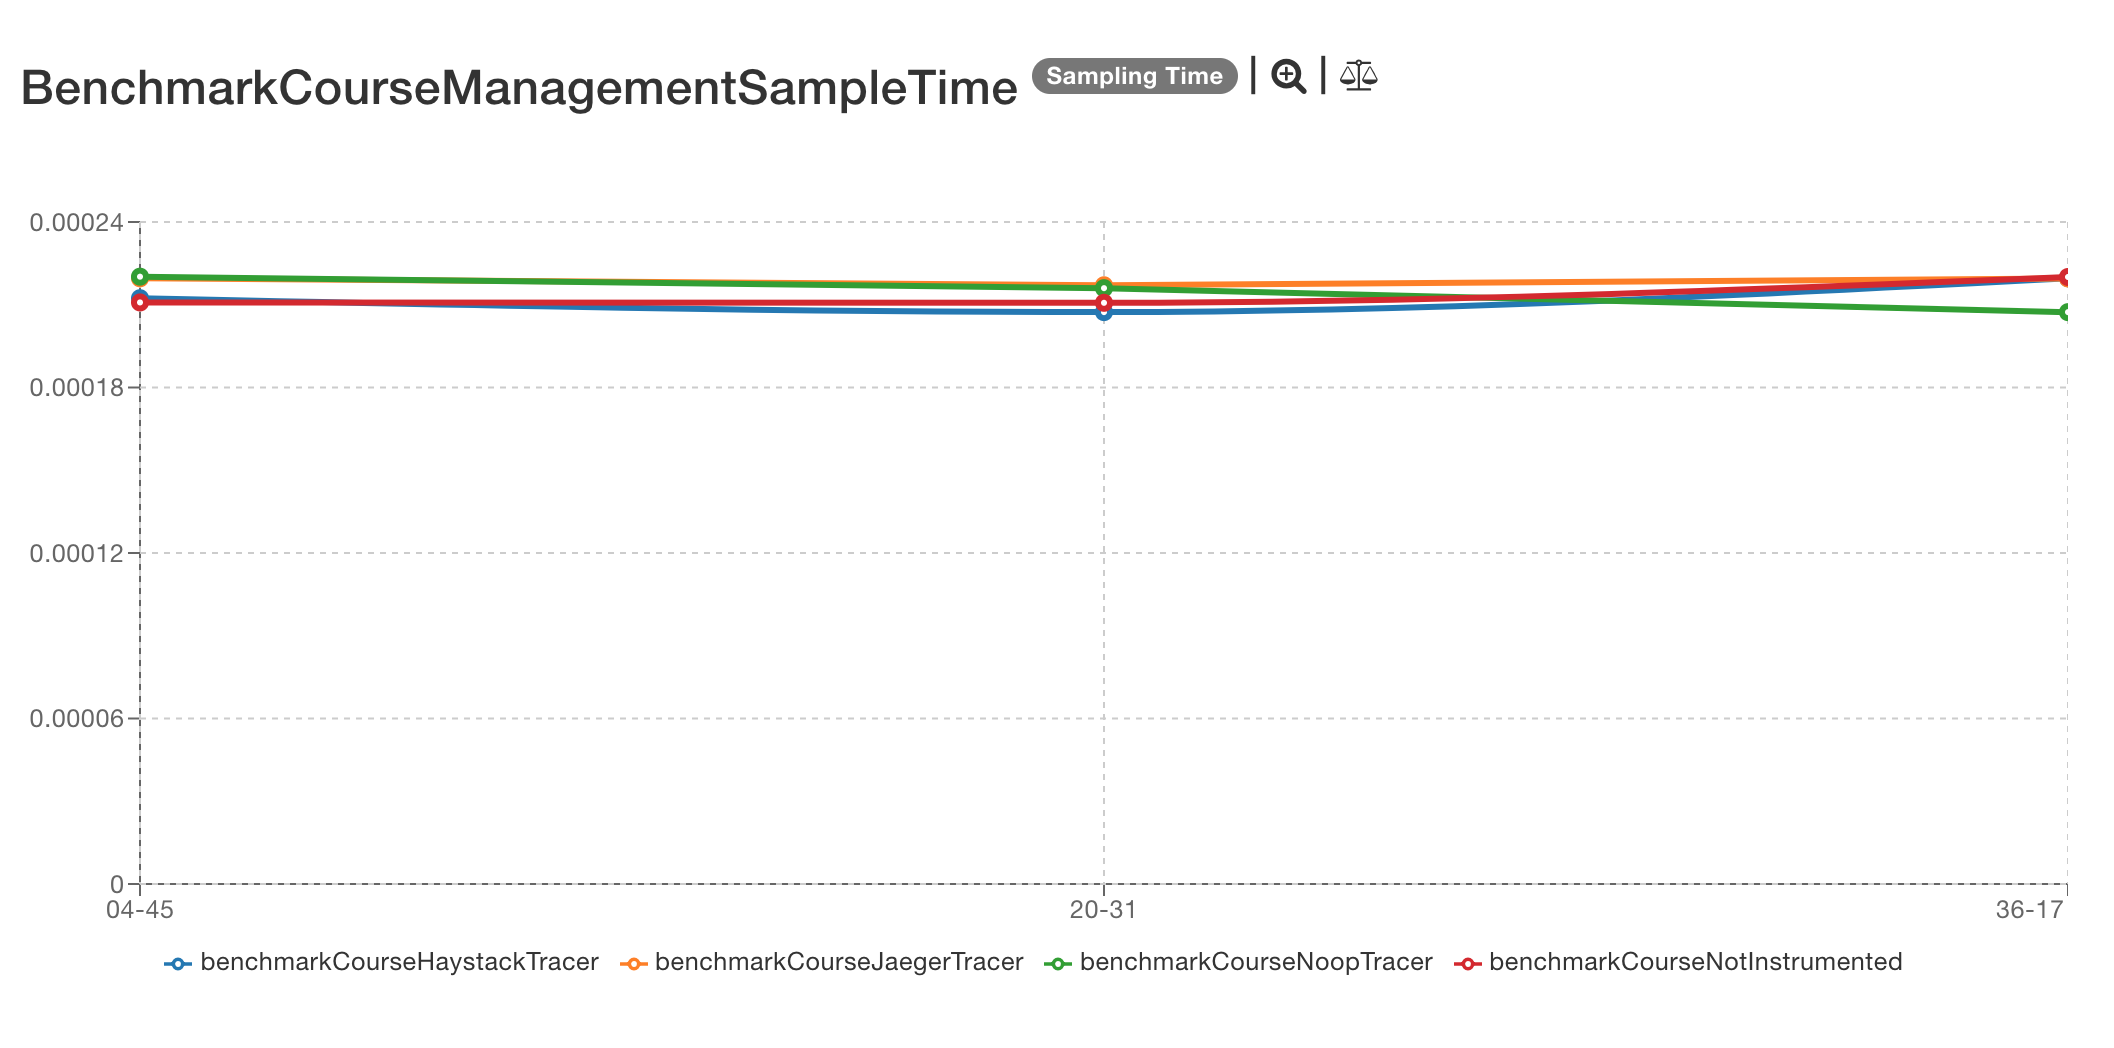 BenchmarkCourseManagementSampleTime Sampling Time
0.00024
0.00018
0.00012
0.00006
0
04-45 20-31 36-17
benchmarkCourseHaystackTracer benchmarkCourseJaegerTracer benchmarkCourseNoopTracer benchmarkCourseNotInstrumented